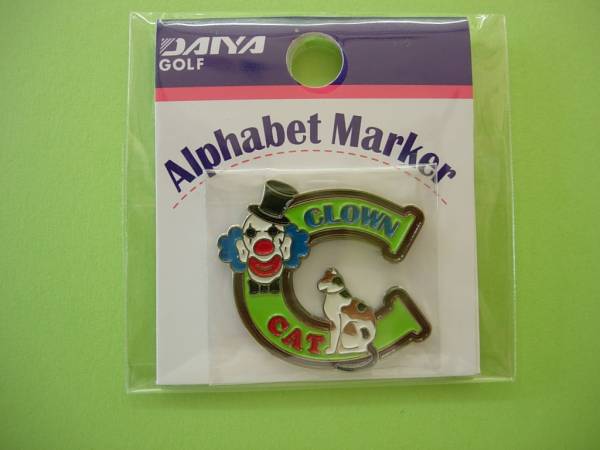 DAIYA
GOLF
Alphabet Marker
CLOWN
CAT